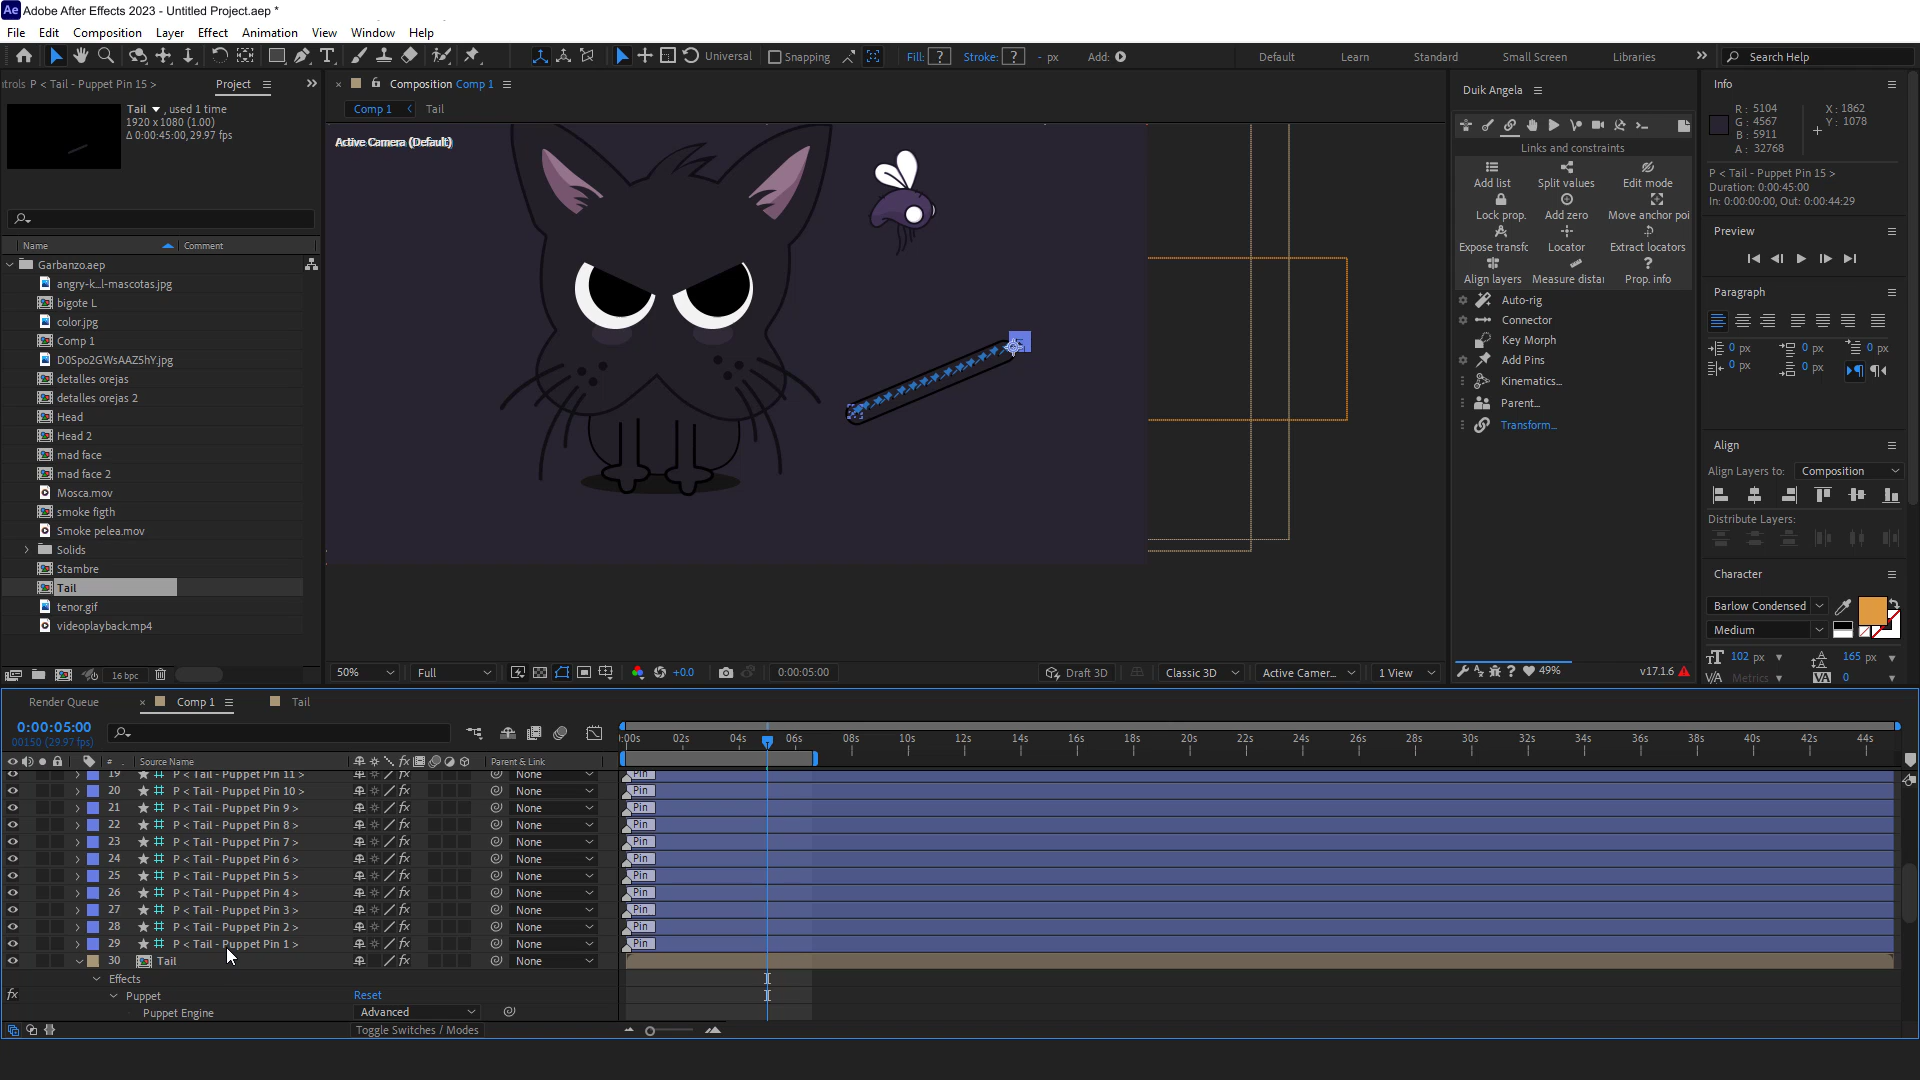 Ae Adobe After Effects 2023 - Untitled Project.aep *
File Edit Composition Layer Effect Animation View Window Help
Universal Snapping Fill: ? Stroke: ? - px Add: Default Learn Standard Small Screen Libraries Search Help
ntrols P < Tail - Puppet Pin 15 > Project
Tail , used 1 time
1920 x 1080 (1.00)
Δ 0:00:45:00, 29.97 fps
Name Comment
Garbanzo.aep
angry-k...l-mascotas.jpg
bigote L
color.jpg
Comp 1
D0Spo2GWsAAZ5hY.jpg
detalles orejas
detalles orejas 2
Head
Head 2
mad face
mad face 2
Mosca.mov
smoke figth
Smoke pelea.mov
Solids
Stambre
Tail
tenor.gif
videoplayback.mp4
16 bpc
Composition Comp 1
Comp 1 Tail
Active Camera (Default)
50% Full +0.0 0:00:05:00 Draft 3D Classic 3D Active Camer... 1 View
Duik Angela
Links and constraints
Add list Split values Edit mode
Lock prop. Add zero Move anchor poi
Expose transfc Locator Extract locators
Align layers Measure distar Prop. info
Auto-rig
Connector
Key Morph
Add Pins
Kinematics...
Parent...
Transform...
49% v17.1.6
Info
R : 5104
G : 4567
B : 5911
A : 32768
X : 1862
Y : 1078
P < Tail - Puppet Pin 15 >
Duration: 0:00:45:00
In: 0:00:00:00, Out: 0:00:44:29
Preview
Paragraph
0 px 0 px 0 px
0 px 0 px
Align
Align Layers to: Composition
Distribute Layers:
Character
Barlow Condensed
Medium
102 px 165 px
Metrics 0
Render Queue Comp 1 Tail
0:00:05:00
00150 (29.97 fps)
:00s 02s 04s 06s 08s 10s 12s 14s 16s 18s 20s 22s 24s 26s 28s 30s 32s 34s 36s 38s 40s 42s 44s
# Source Name Parent & Link
19 P < Tail - Puppet Pin 11 > None Pin
20 P < Tail - Puppet Pin 10 > None Pin
21 P < Tail - Puppet Pin 9 > None Pin
22 P < Tail - Puppet Pin 8 > None Pin
23 P < Tail - Puppet Pin 7 > None Pin
24 P < Tail - Puppet Pin 6 > None Pin
25 P < Tail - Puppet Pin 5 > None Pin
26 P < Tail - Puppet Pin 4 > None Pin
27 P < Tail - Puppet Pin 3 > None Pin
28 P < Tail - Puppet Pin 2 > None Pin
29 P < Tail - Puppet Pin 1 > None Pin
30 Tail None
Effects
fx Puppet Reset
Puppet Engine Advanced
Toggle Switches / Modes